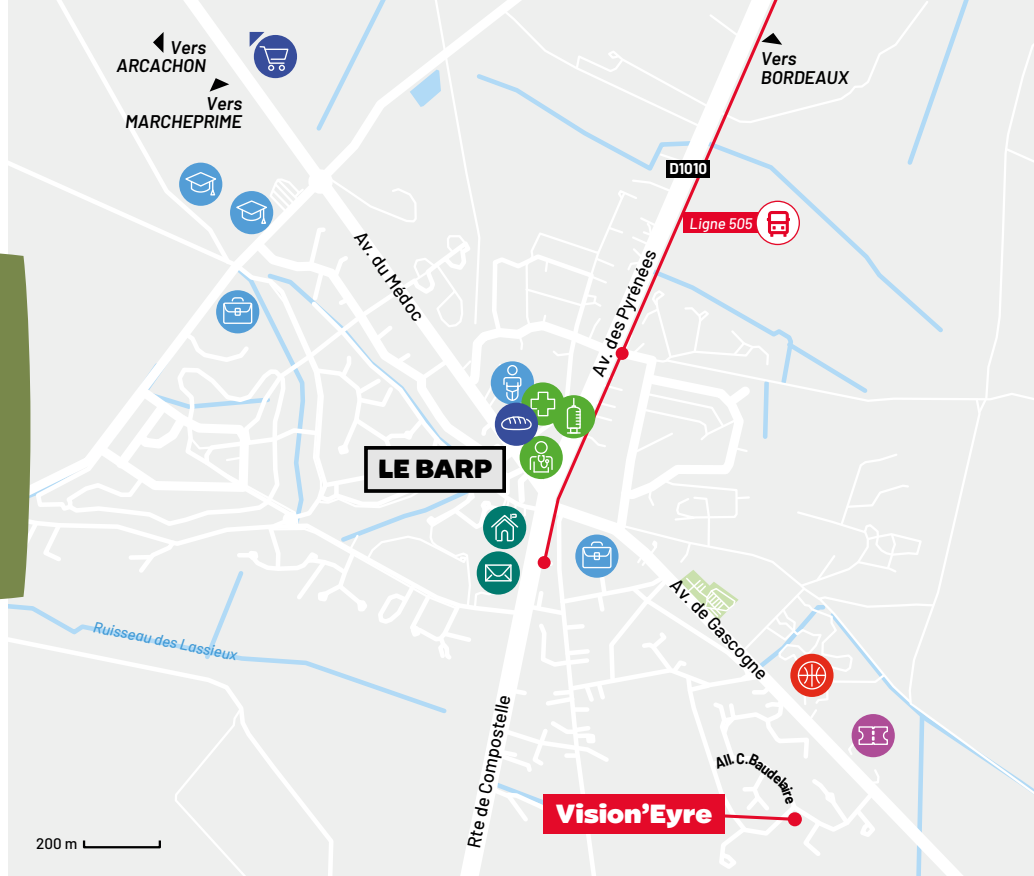 Vers
ARCACHON
Vers
MARCHEPRIME
Vers
BORDEAUX
D1010
Ligne 505
Av. du Médoc
Av. des Pyrénées
LE BARP
Av. de Gascogne
Ruisseau des Lassieux
Rte de Compostelle
All. C.Baudelaire
Vision'Eyre
200 m